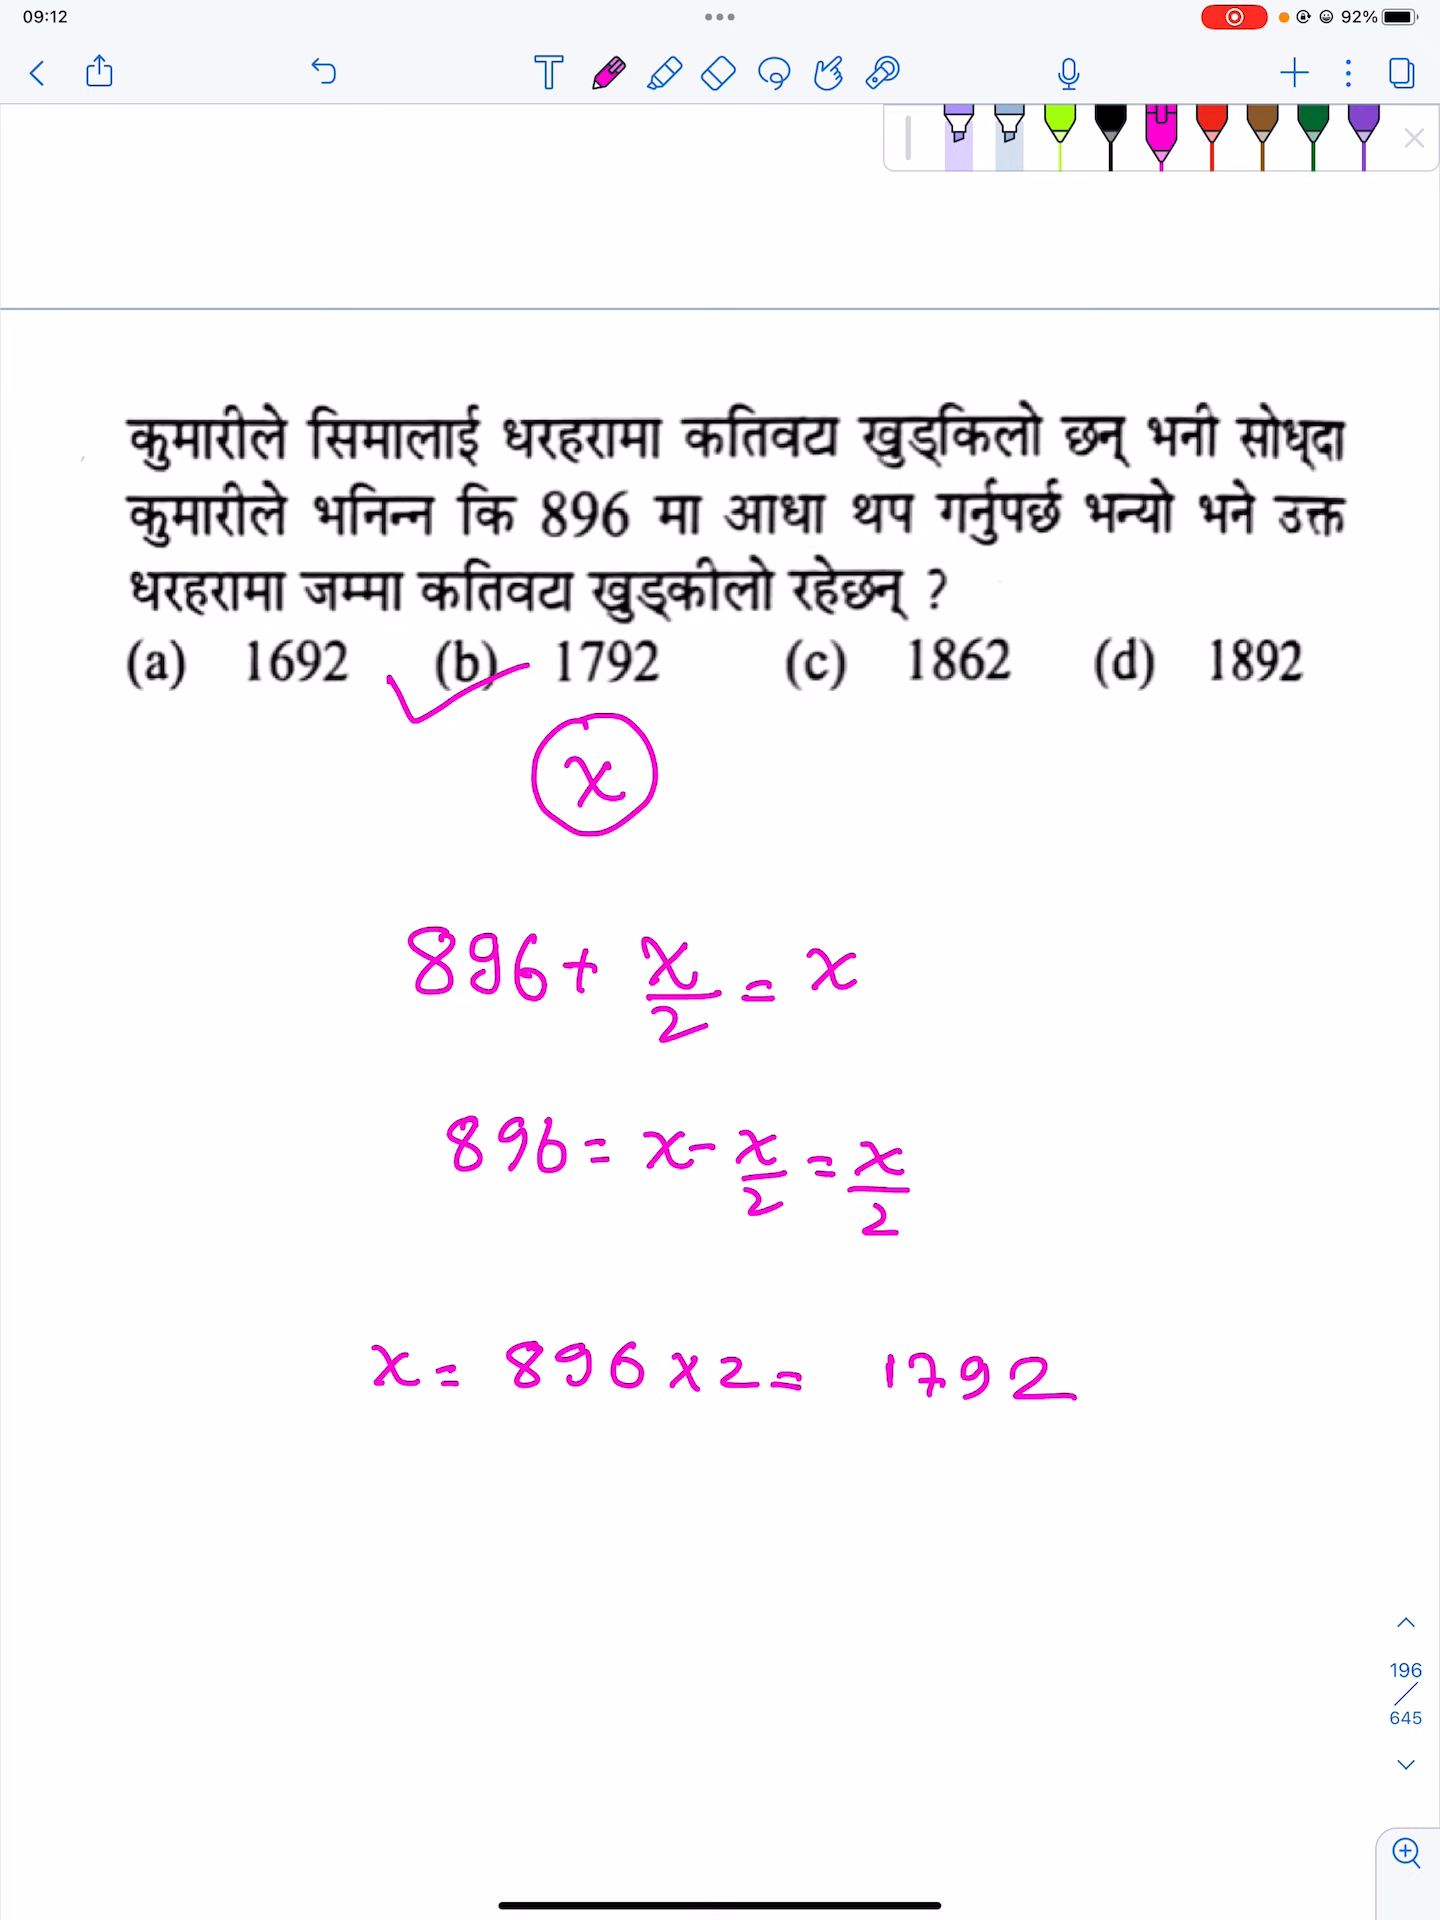 09:12
92%
कुमारीले सिमालाई धरहरामा कतिवटा खुड्किलो छन् भनी सोध्दा
कुमारीले भनिन्न कि 896 मा आधा थप गर्नुपर्छ भन्यो भने उक्त
धरहरामा जम्मा कतिवटा खुड्कीलो रहेछन् ?
(a) 1692 (b) 1792 (c) 1862 (d) 1892
x
896 + x/2 = x
896 = x - x/2 = x/2
x = 896 x 2 = 1792
196
/
645